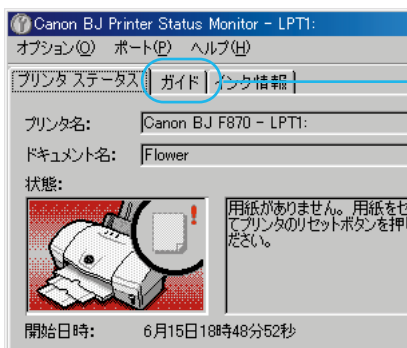 Canon BJ Printer Status Monitor - LPT1:
オプション(O) ポート(P) ヘルプ(H)
プリンタ ステータス ガイド インク情報
プリンタ名: Canon BJ F870 - LPT1:
ドキュメント名: Flower
状態:
用紙がありません。用紙をセ
てプリンタのリセットボタンを押
ださい。
開始日時: 6月15日18時48分52秒